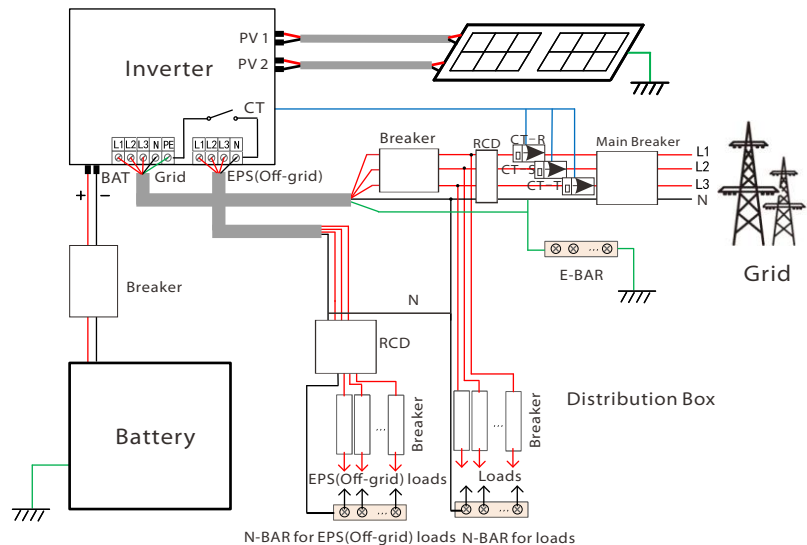 PV 1
PV 2
Inverter
CT
L1 L2 L3 N PE
L1 L2 L3 N
BAT
Grid
EPS(Off-grid)
+
−
Breaker
RCD
CT-R
CT-S
CT-T
Main Breaker
L1
L2
L3
N
E-BAR
Grid
Breaker
N
RCD
Battery
...
Breaker
...
Breaker
Distribution Box
EPS(Off-grid) loads
Loads
...
...
...
N-BAR for EPS(Off-grid) loads
N-BAR for loads